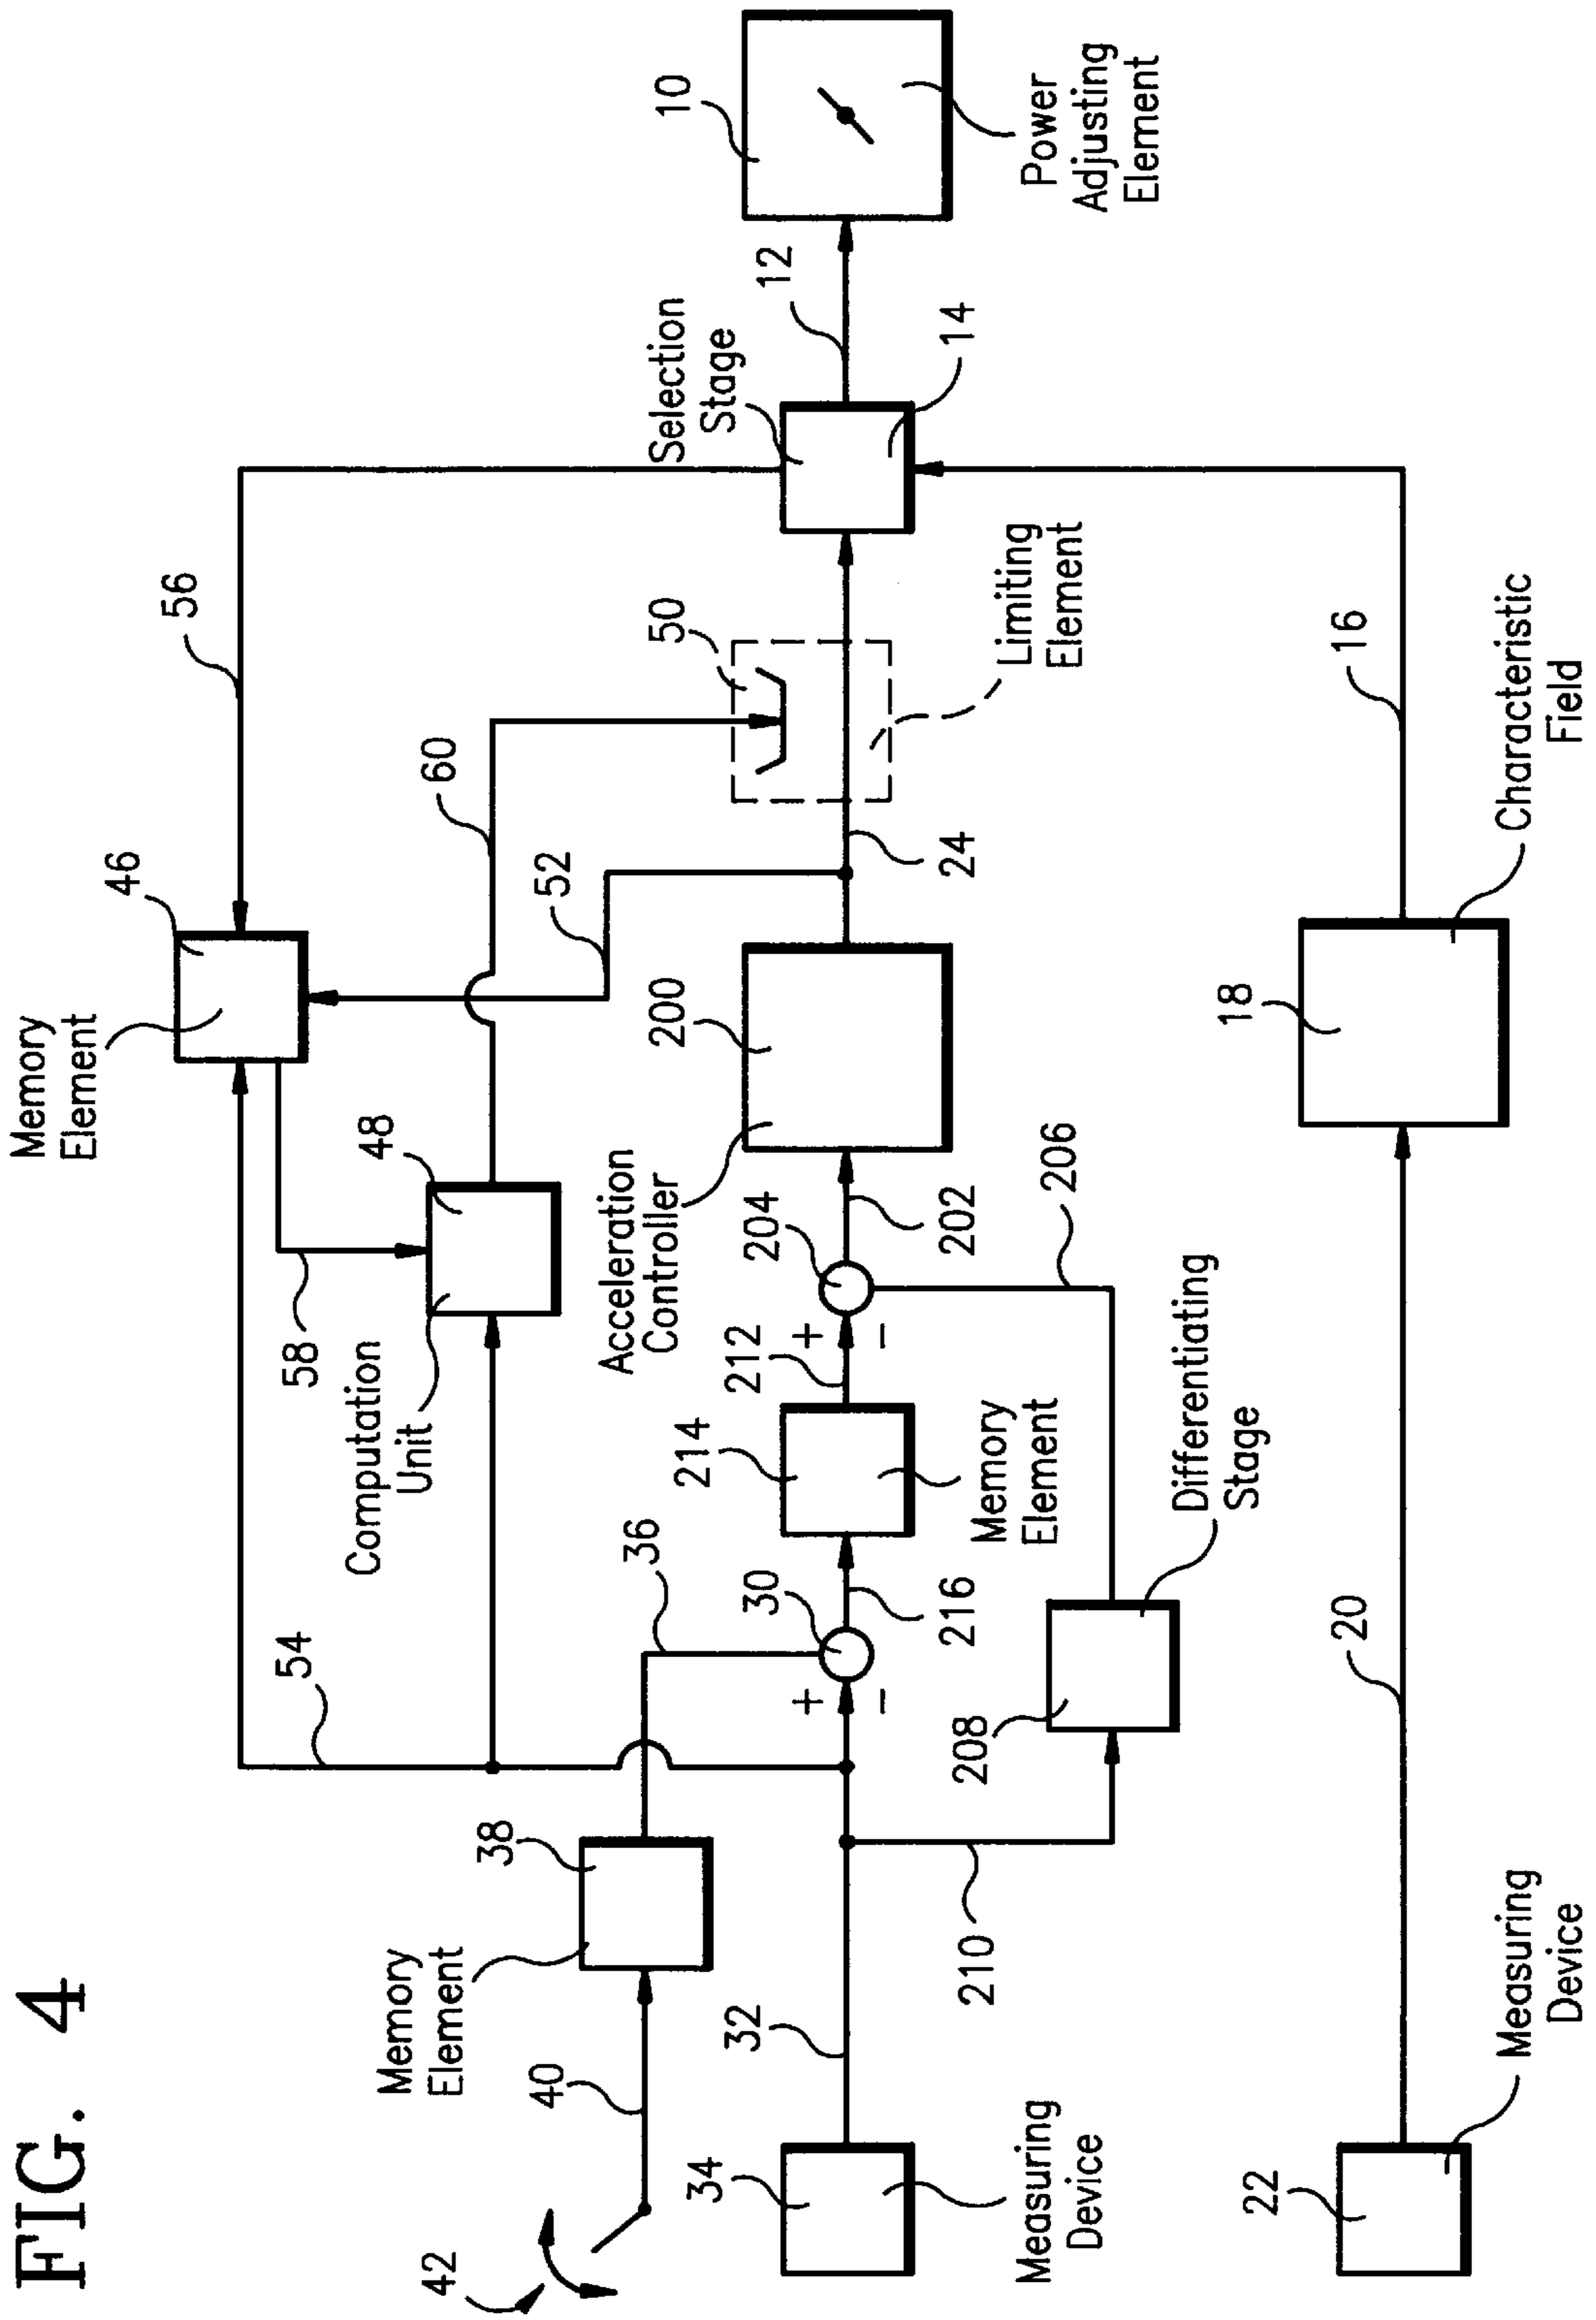 FIG. 4
Memory
Element
46
56
54
58
48
60
Computation
Unit
52
50
Selection
Stage
10
42
40
Memory
Element
38
36
Acceleration
Controller
200
34
32
30
214
212
204
12
+
−
+
−
216
202
24
14
Measuring
Device
210
208
Memory
Element
206
Limiting
Element
Power
Adjusting
Element
Differentiating
Stage
22
20
18
16
Measuring
Device
Characteristic
Field